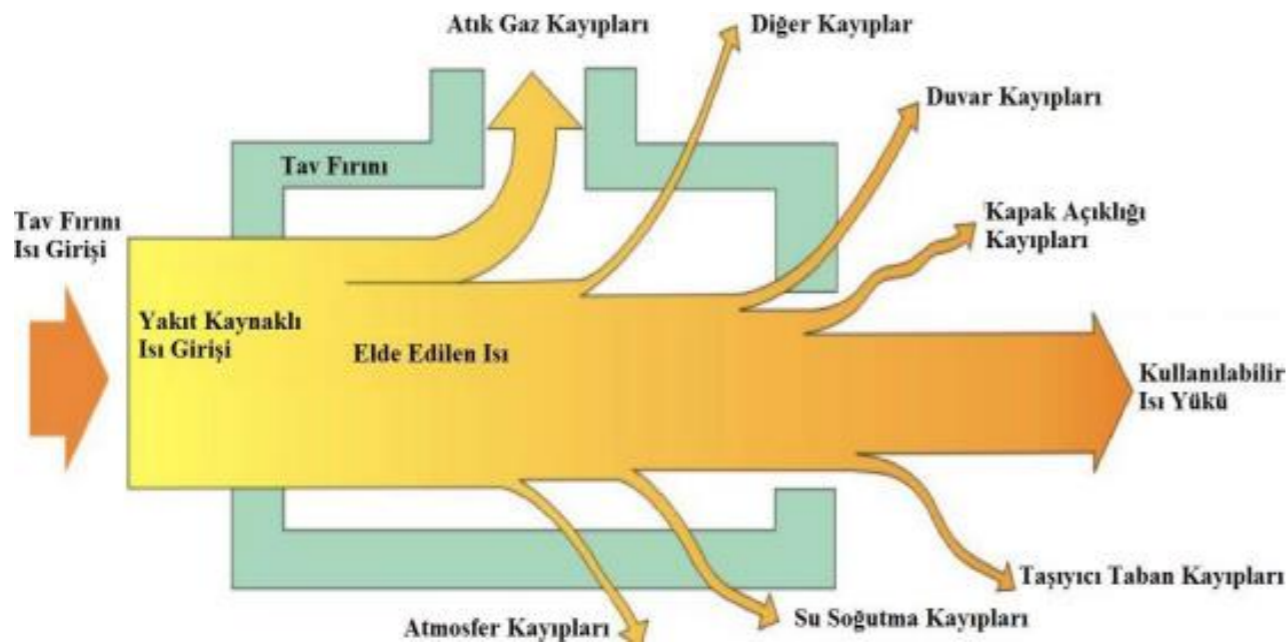 Atık Gaz Kayıpları
Diğer Kayıplar
Duvar Kayıpları
Tav Fırını
Tav Fırını
Isı Girişi
Kapak Açıklığı
Kayıpları
Yakıt Kaynaklı
Isı Girişi
Elde Edilen Isı
Kullanılabilir
Isı Yükü
Taşıyıcı Taban Kayıpları
Su Soğutma Kayıpları
Atmosfer Kayıpları